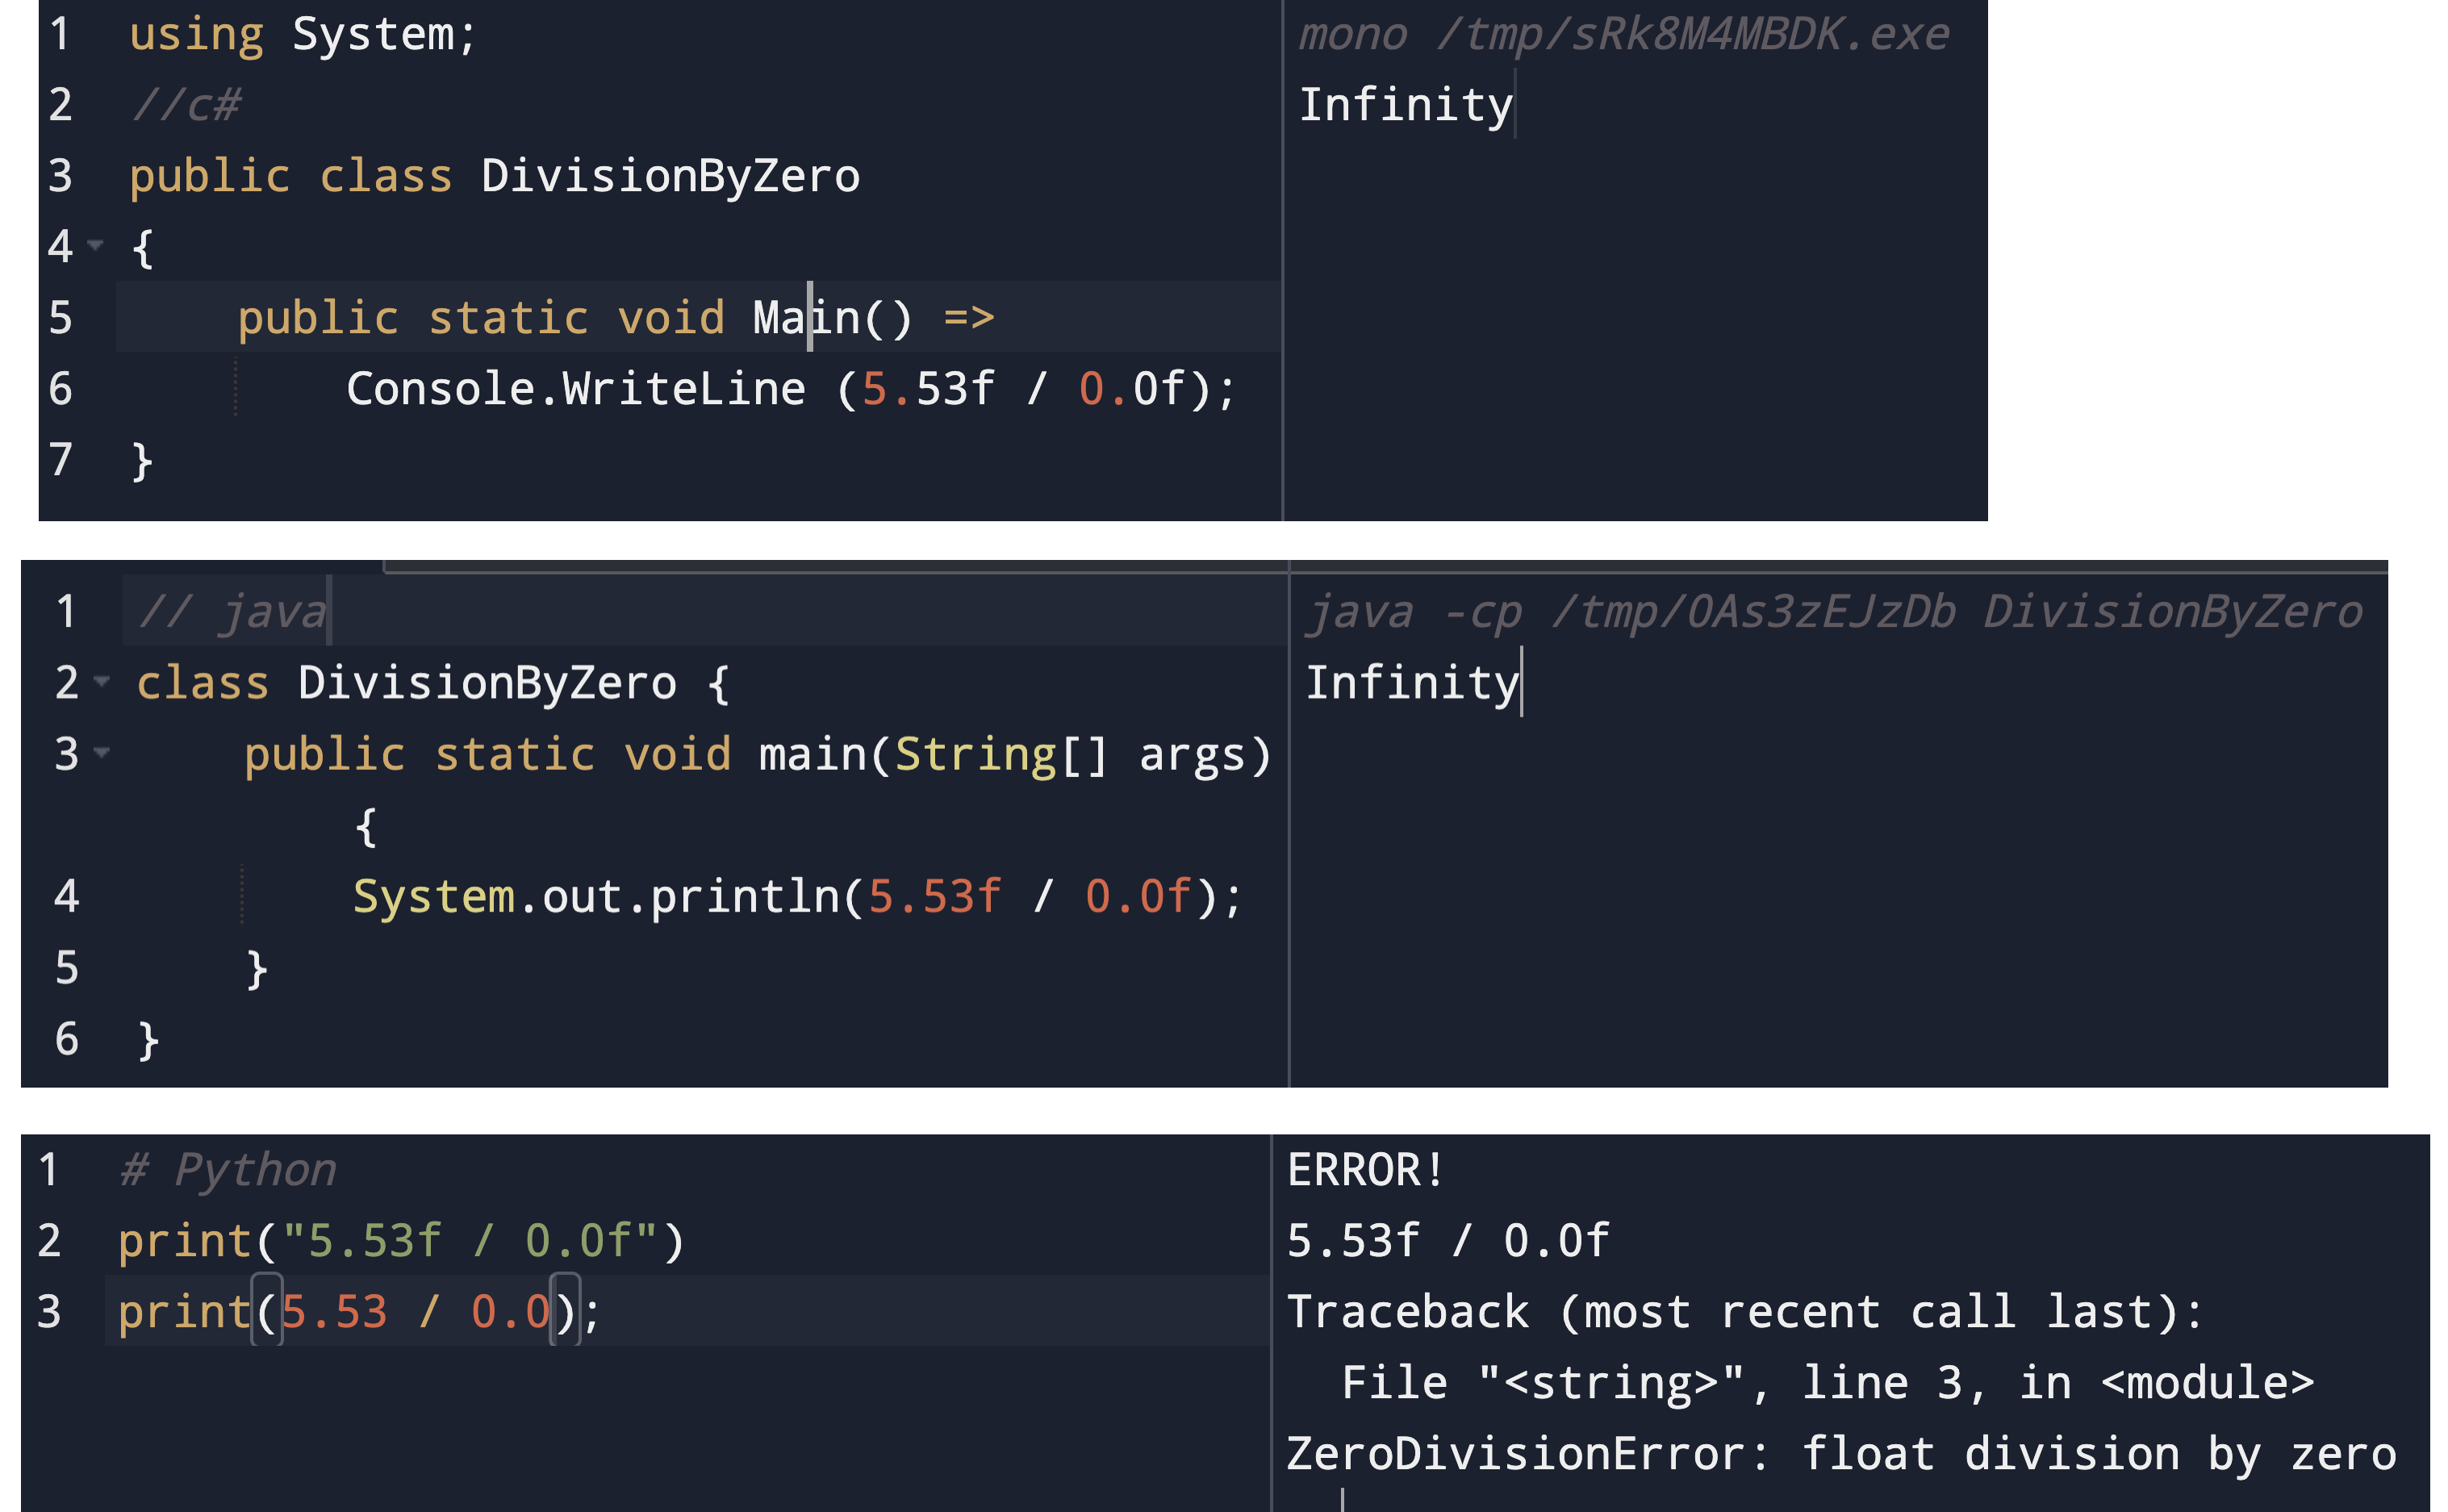 1 using System;
2 //c#
3 public class DivisionByZero
4 {
5 public static void Main() =>
6 Console.WriteLine (5.53f / 0.0f);
7 }
mono /tmp/sRk8M4MBDK.exe
Infinity
1 // java
2 class DivisionByZero {
3 public static void main(String[] args)
{
4 System.out.println(5.53f / 0.0f);
5 }
6 }
java -cp /tmp/0As3zEJzDb DivisionByZero
Infinity
1 # Python
2 print("5.53f / 0.0f")
3 print(5.53 / 0.0);
ERROR!
5.53f / 0.0f
Traceback (most recent call last):
File "<string>", line 3, in <module>
ZeroDivisionError: float division by zero